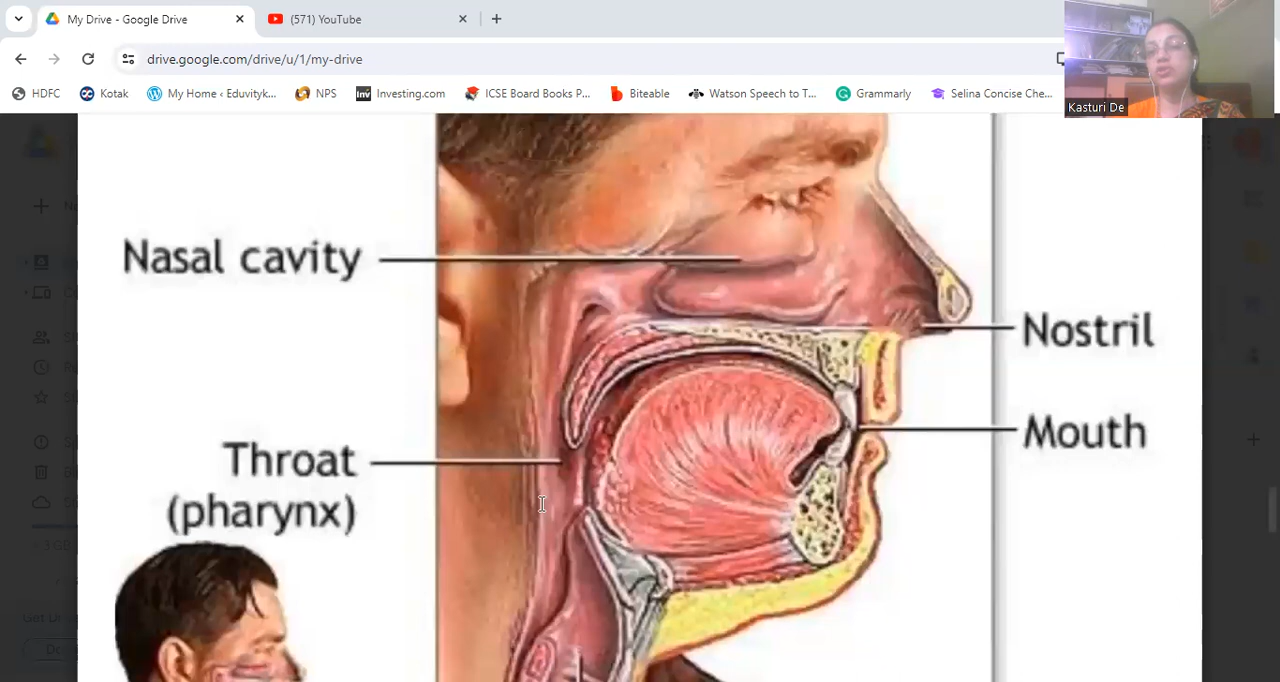 My Drive - Google Drive
(571) YouTube
drive.google.com/drive/u/1/my-drive
HDFC
Kotak
My Home ‹ Eduvityk...
NPS
Inv
Investing.com
ICSE Board Books P...
Biteable
Watson Speech to T...
Grammarly
Selina Concise Che...
Kasturi De
Nasal cavity
Nostril
Mouth
Throat
(pharynx)